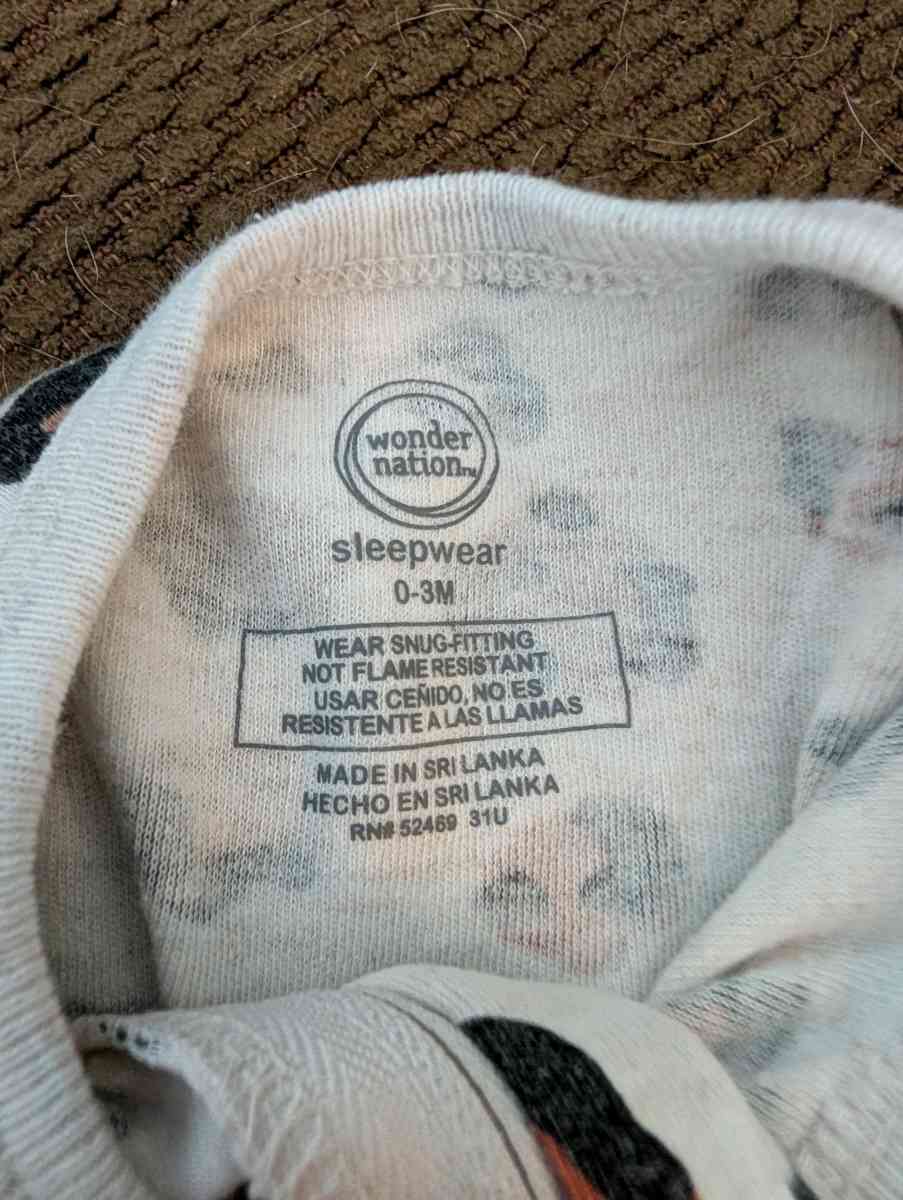 wonder
nation™
sleepwear
0-3M
WEAR SNUG-FITTING
NOT FLAME RESISTANT
USAR CEÑIDO, NO ES
RESISTENTE A LAS LLAMAS
MADE IN SRI LANKA
HECHO EN SRI LANKA
RN# 52469 31U